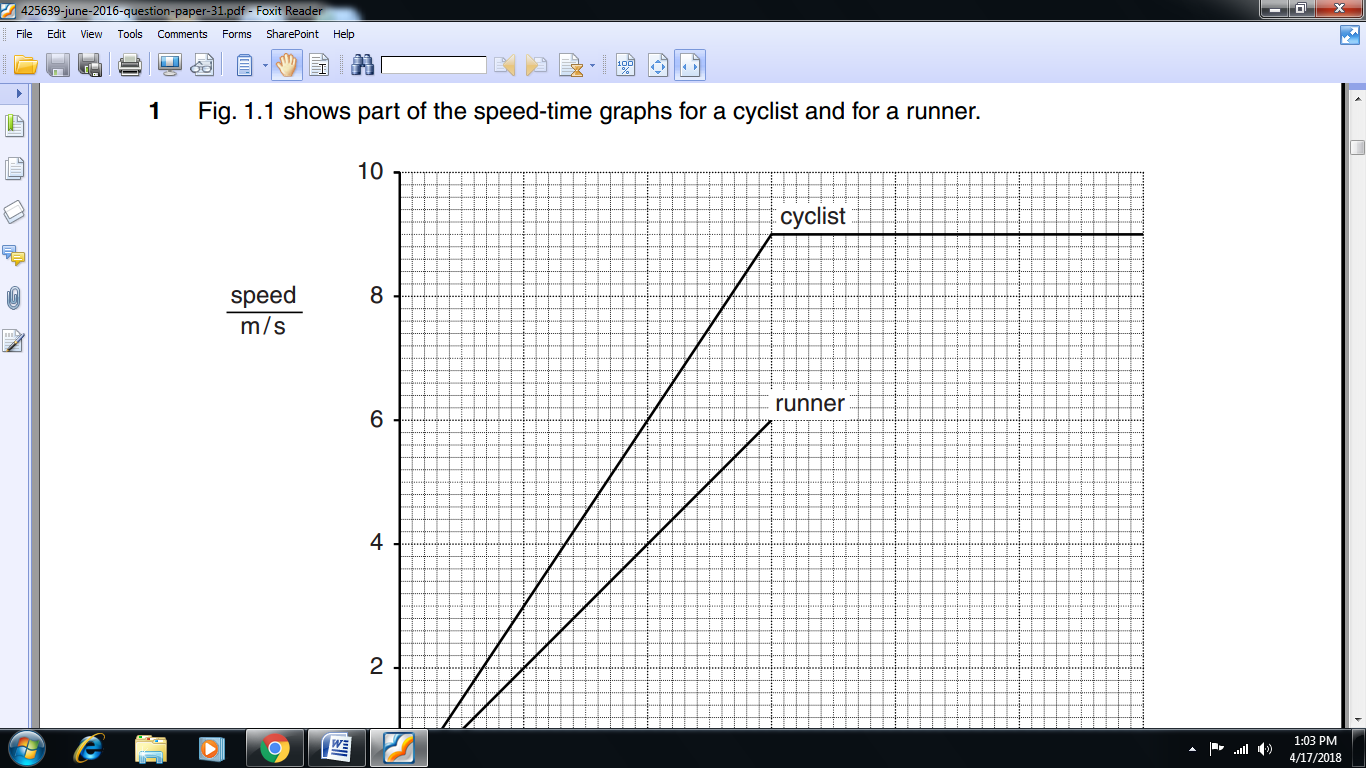 425639-june-2016-question-paper-31.pdf - Foxit Reader
File Edit View Tools Comments Forms SharePoint Help
100%
1 Fig. 1.1 shows part of the speed-time graphs for a cyclist and for a runner.
10
cyclist
8
speed
m/s
runner
6
4
2
1:03 PM
4/17/2018